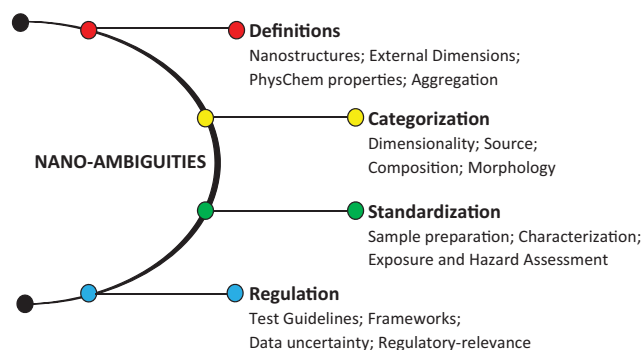 Definitions
Nanostructures; External Dimensions;
PhysChem properties; Aggregation
Categorization
Dimensionality; Source;
Composition; Morphology
NANO-AMBIGUITIES
Standardization
Sample preparation; Characterization;
Exposure and Hazard Assessment
Regulation
Test Guidelines; Frameworks;
Data uncertainty; Regulatory-relevance